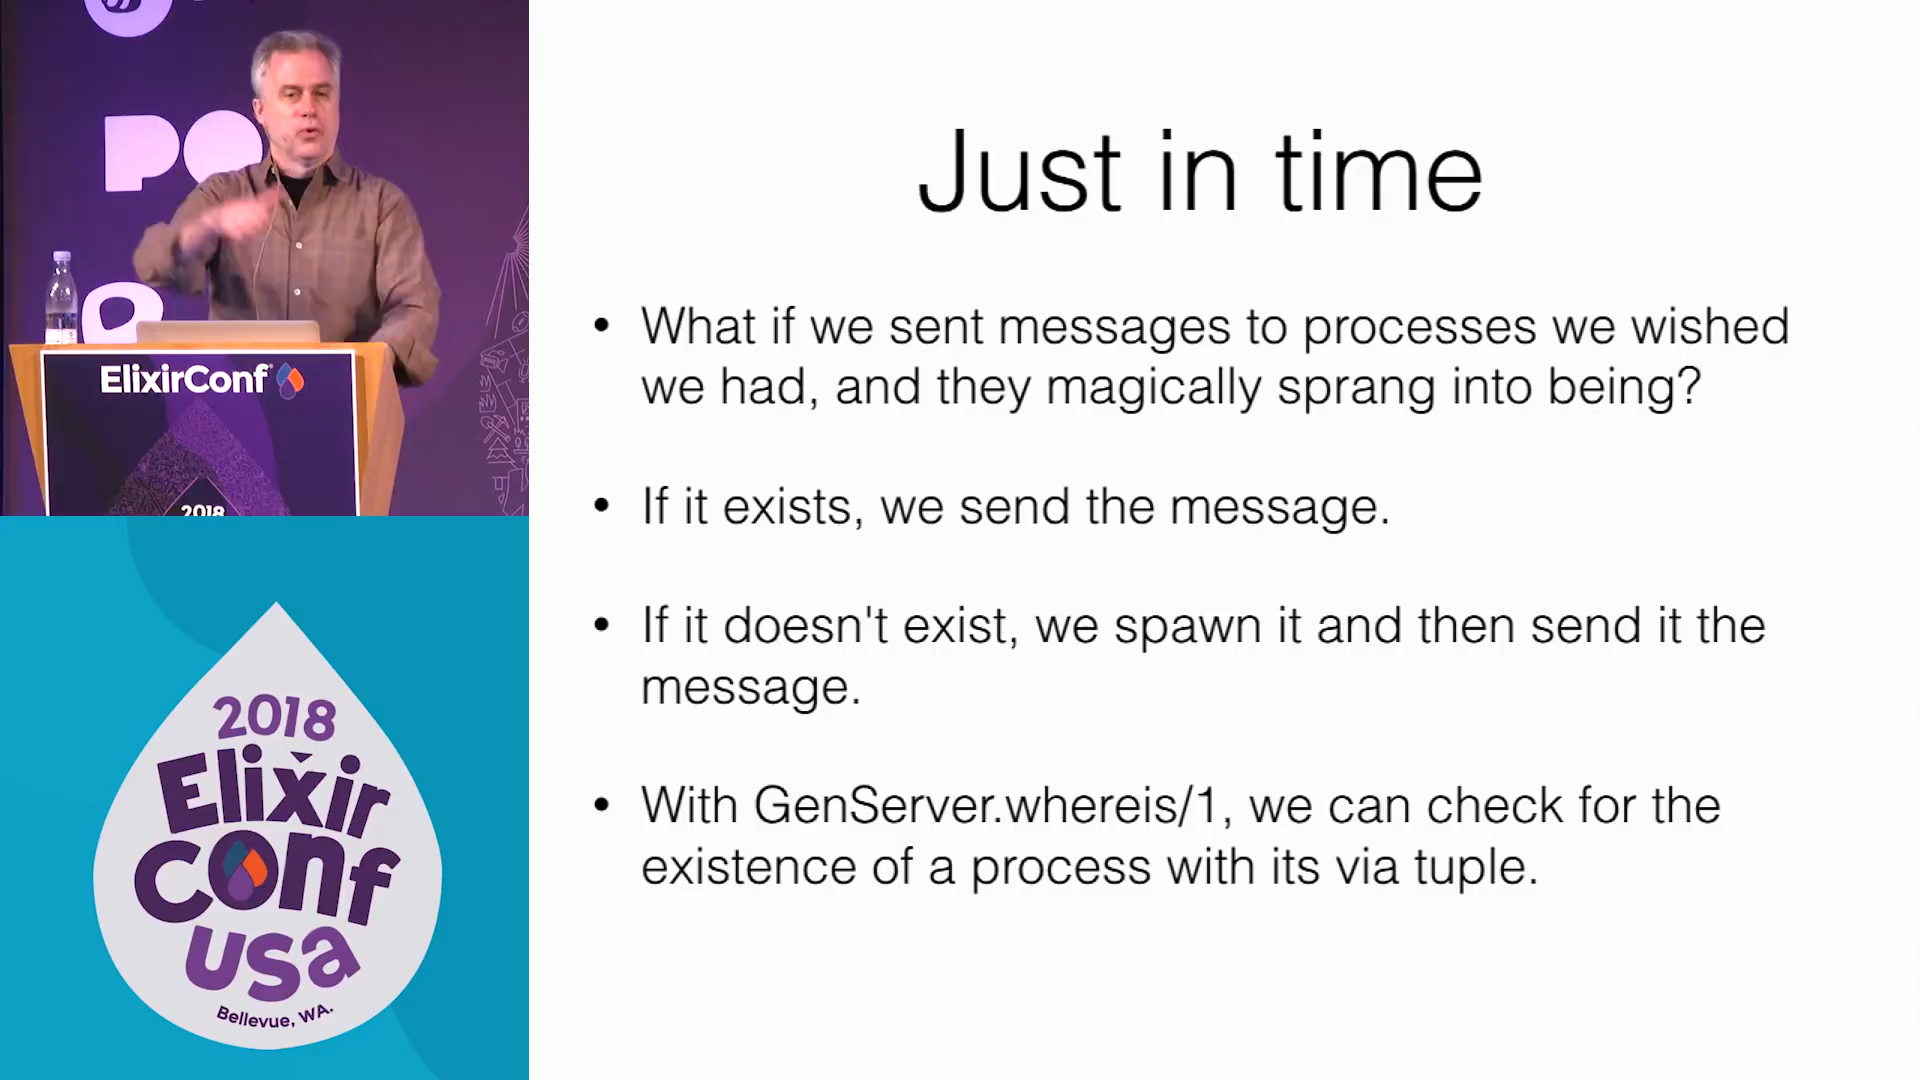 PO
ElixirConf
2018
2018
Elixir
Conf
USa
Bellevue, WA.
Just in time
• What if we sent messages to processes we wished
we had, and they magically sprang into being?
• If it exists, we send the message.
• If it doesn't exist, we spawn it and then send it the
message.
• With GenServer.whereis/1, we can check for the
existence of a process with its via tuple.